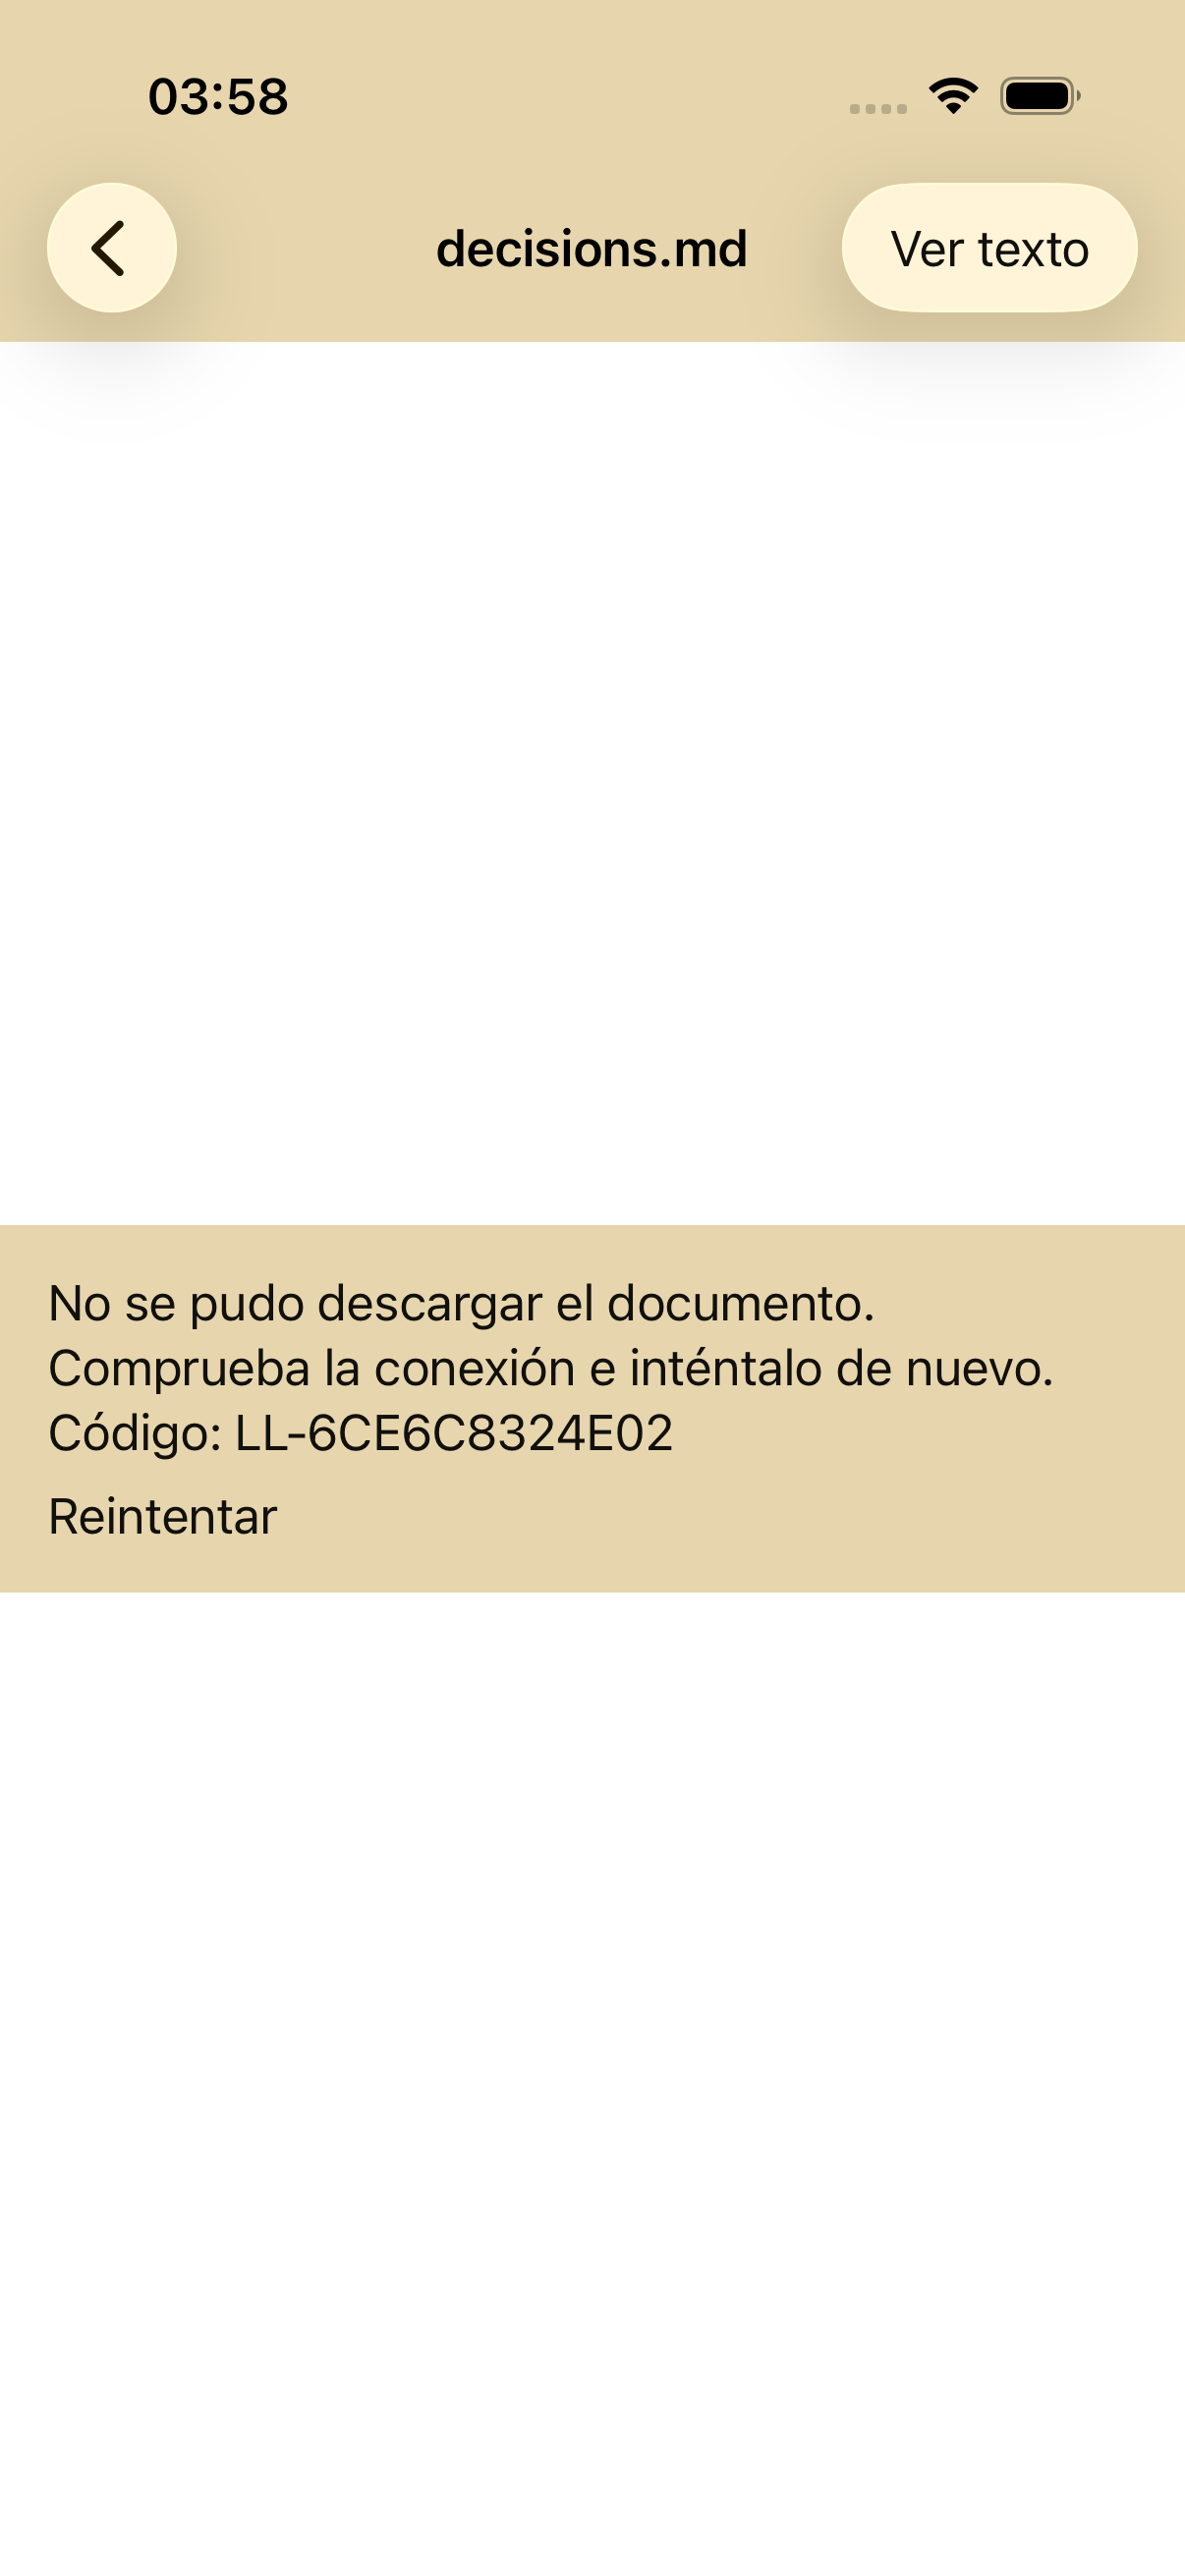 03:58
decisions.md
Ver texto
No se pudo descargar el documento.
Comprueba la conexión e inténtalo de nuevo.
Código: LL-6CE6C8324E02
Reintentar